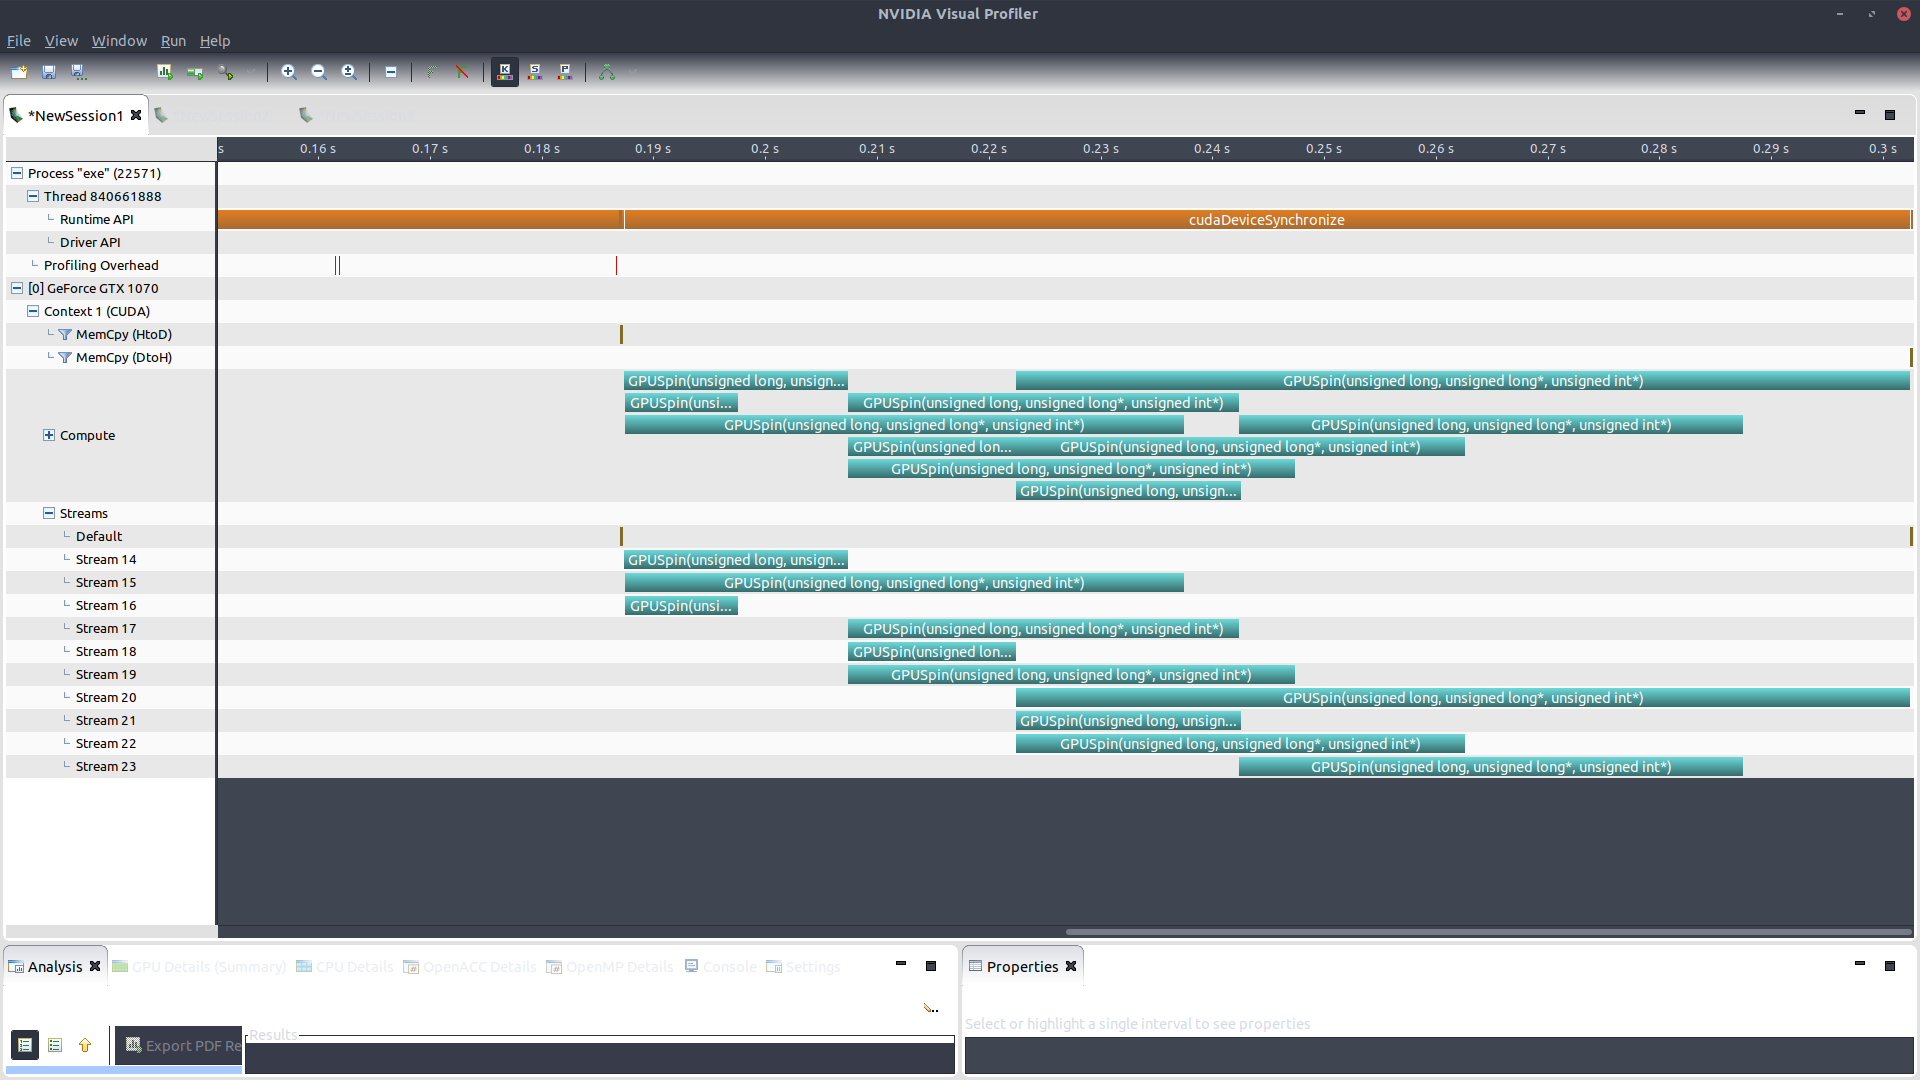 NVIDIA Visual Profiler
File View Window Run Help
*NewSession1
s 0.16 s 0.17 s 0.18 s 0.19 s 0.2 s 0.21 s 0.22 s 0.23 s 0.24 s 0.25 s 0.26 s 0.27 s 0.28 s 0.29 s 0.3 s
Process "exe" (22571)
Thread 840661888
Runtime API cudaDeviceSynchronize
Driver API
Profiling Overhead
[0] GeForce GTX 1070
Context 1 (CUDA)
MemCpy (HtoD)
MemCpy (DtoH)
GPUSpin(unsigned long, unsign... GPUSpin(unsigned long, unsigned long*, unsigned int*)
GPUSpin(unsi... GPUSpin(unsigned long, unsigned long*, unsigned int*)
GPUSpin(unsigned long, unsigned long*, unsigned int*) GPUSpin(unsigned long, unsigned long*, unsigned int*)
Compute
GPUSpin(unsigned lon... GPUSpin(unsigned long, unsigned long*, unsigned int*)
GPUSpin(unsigned long, unsigned long*, unsigned int*)
GPUSpin(unsigned long, unsign...
Streams
Default
Stream 14 GPUSpin(unsigned long, unsign...
Stream 15 GPUSpin(unsigned long, unsigned long*, unsigned int*)
Stream 16 GPUSpin(unsi...
Stream 17 GPUSpin(unsigned long, unsigned long*, unsigned int*)
Stream 18 GPUSpin(unsigned lon...
Stream 19 GPUSpin(unsigned long, unsigned long*, unsigned int*)
Stream 20 GPUSpin(unsigned long, unsigned long*, unsigned int*)
Stream 21 GPUSpin(unsigned long, unsign...
Stream 22 GPUSpin(unsigned long, unsigned long*, unsigned int*)
Stream 23 GPUSpin(unsigned long, unsigned long*, unsigned int*)
Analysis GPU Details (Summary) CPU Details OpenACC Details OpenMP Details Console Settings
Properties
Select or highlight a single interval to see properties
Results
Export PDF Re